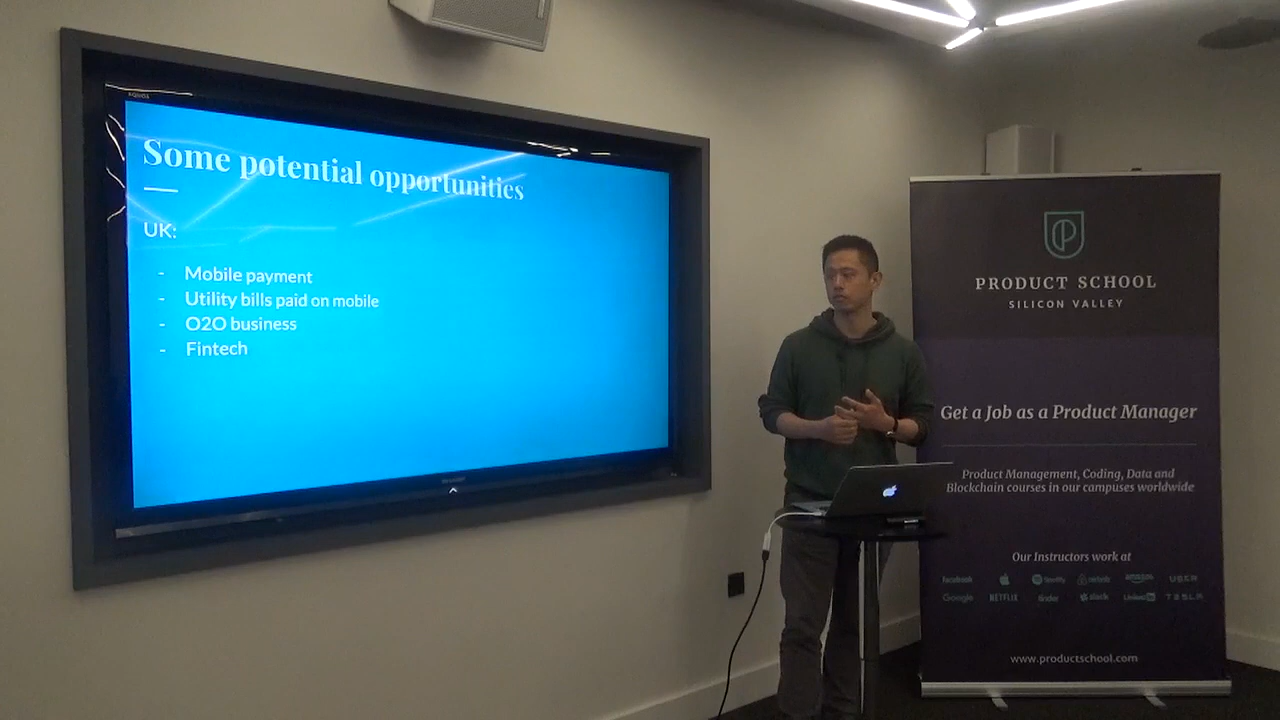 Some potential opportunities
UK:
- Mobile payment
- Utility bills paid on mobile
- O2O business
- Fintech
PRODUCT SCHOOL
SILICON VALLEY
Get a Job as a Product Manager
Product Management, Coding, Data and
Blockchain courses in our campuses worldwide
Our Instructors work at
facebook Spotify airbnb amazon UBER
Google NETFLIX tinder slack LinkedIn TESLA
www.productschool.com